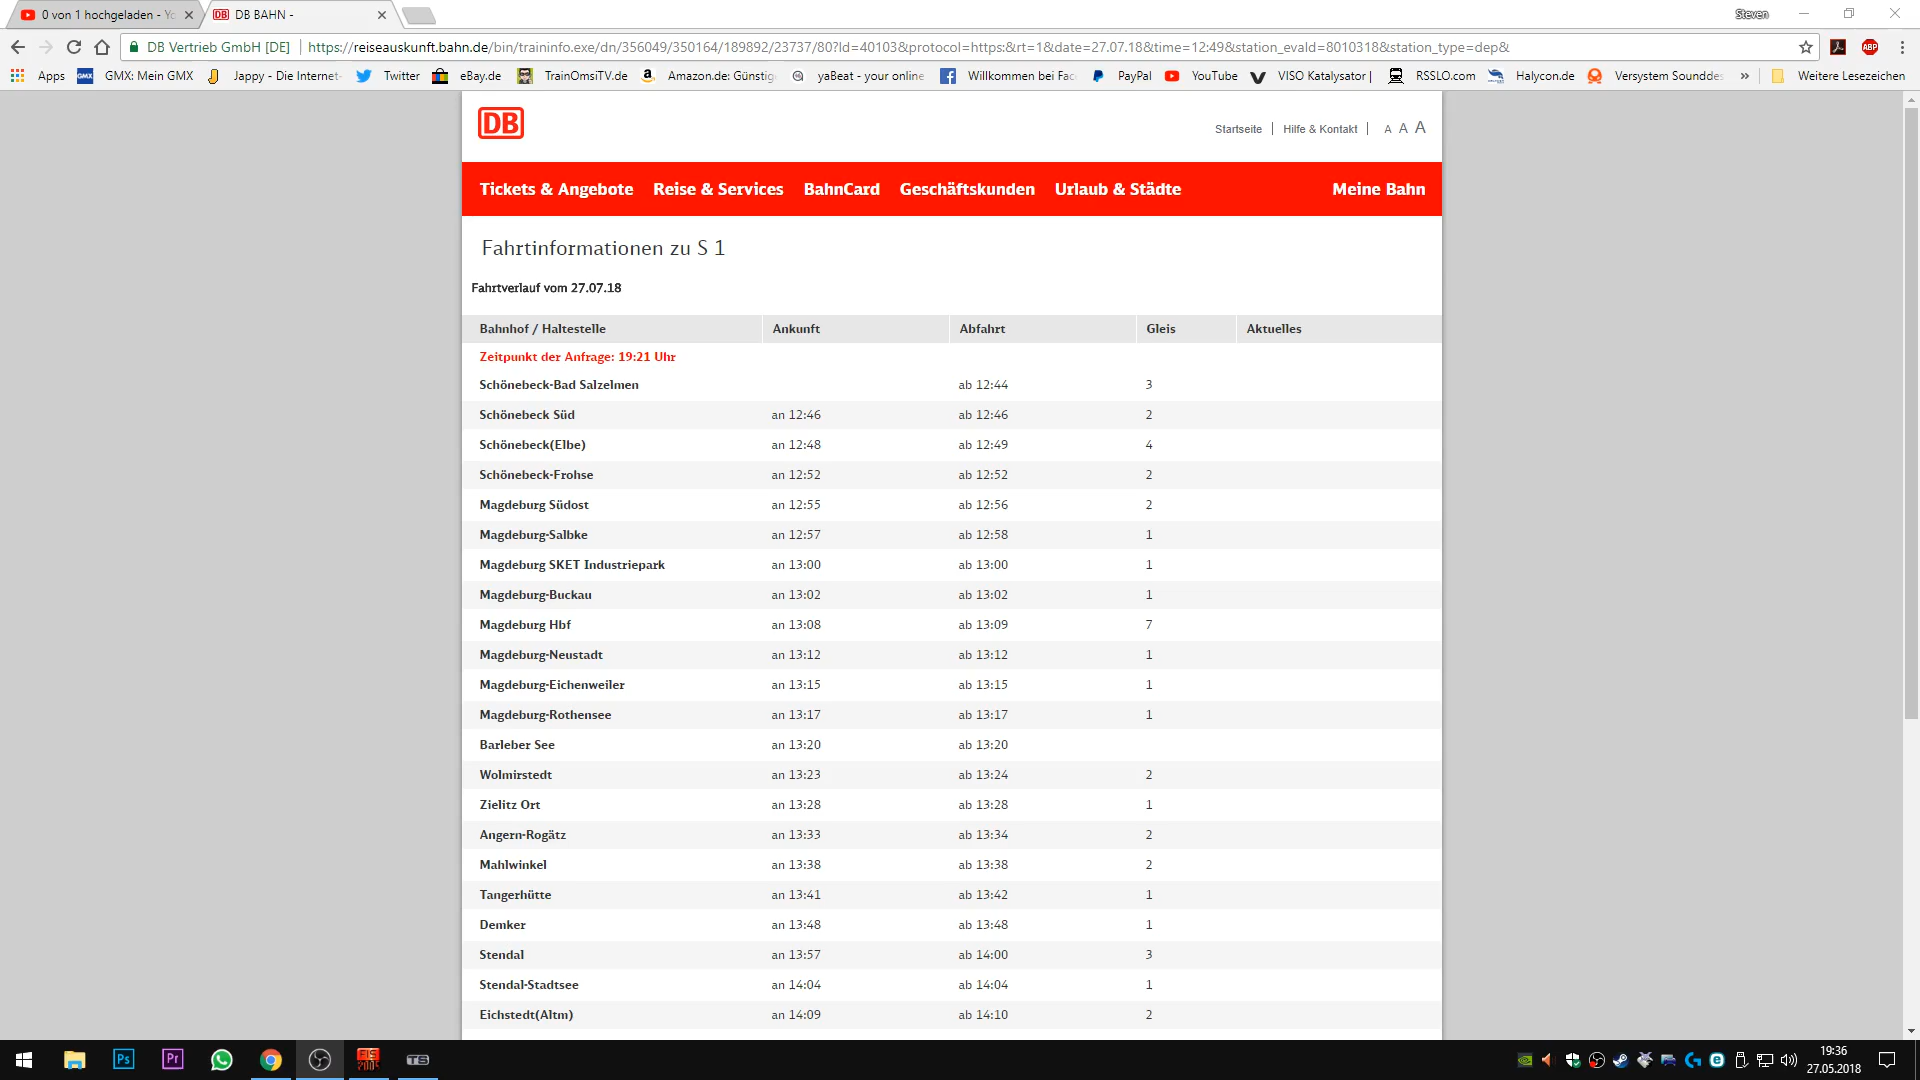 0 von 1 hochgeladen - Yo
DB BAHN -
Steven
DB Vertrieb GmbH [DE]
https://reiseauskunft.bahn.de/bin/traininfo.exe/dn/356049/350164/189892/23737/80?ld=40103&protocol=https:&rt=1&date=27.07.18&time=12:49&station_evaId=8010318&station_type=dep&
ABP
Apps GMX GMX: Mein GMX Jappy - Die Internet- Twitter eBay.de TrainOmsiTV.de Amazon.de: Günstig yaBeat - your online Willkommen bei Fac PayPal YouTube VISO Katalysator | RSSLO.com Halycon.de Versystem Sounddes » Weitere Lesezeichen
DB
Startseite | Hilfe & Kontakt | A A A
Tickets & Angebote Reise & Services BahnCard Geschäftskunden Urlaub & Städte Meine Bahn
Fahrtinformationen zu S 1
Fahrtverlauf vom 27.07.18
Bahnhof / Haltestelle Ankunft Abfahrt Gleis Aktuelles
Zeitpunkt der Anfrage: 19:21 Uhr
Schönebeck-Bad Salzelmen ab 12:44 3
Schönebeck Süd an 12:46 ab 12:46 2
Schönebeck(Elbe) an 12:48 ab 12:49 4
Schönebeck-Frohse an 12:52 ab 12:52 2
Magdeburg Südost an 12:55 ab 12:56 2
Magdeburg-Salbke an 12:57 ab 12:58 1
Magdeburg SKET Industriepark an 13:00 ab 13:00 1
Magdeburg-Buckau an 13:02 ab 13:02 1
Magdeburg Hbf an 13:08 ab 13:09 7
Magdeburg-Neustadt an 13:12 ab 13:12 1
Magdeburg-Eichenweiler an 13:15 ab 13:15 1
Magdeburg-Rothensee an 13:17 ab 13:17 1
Barleber See an 13:20 ab 13:20
Wolmirstedt an 13:23 ab 13:24 2
Zielitz Ort an 13:28 ab 13:28 1
Angern-Rogätz an 13:33 ab 13:34 2
Mahlwinkel an 13:38 ab 13:38 2
Tangerhütte an 13:41 ab 13:42 1
Demker an 13:48 ab 13:48 1
Stendal an 13:57 ab 14:00 3
Stendal-Stadtsee an 14:04 ab 14:04 1
Eichstedt(Altm) an 14:09 ab 14:10 2
Ps Pr TS
19:36
27.05.2018